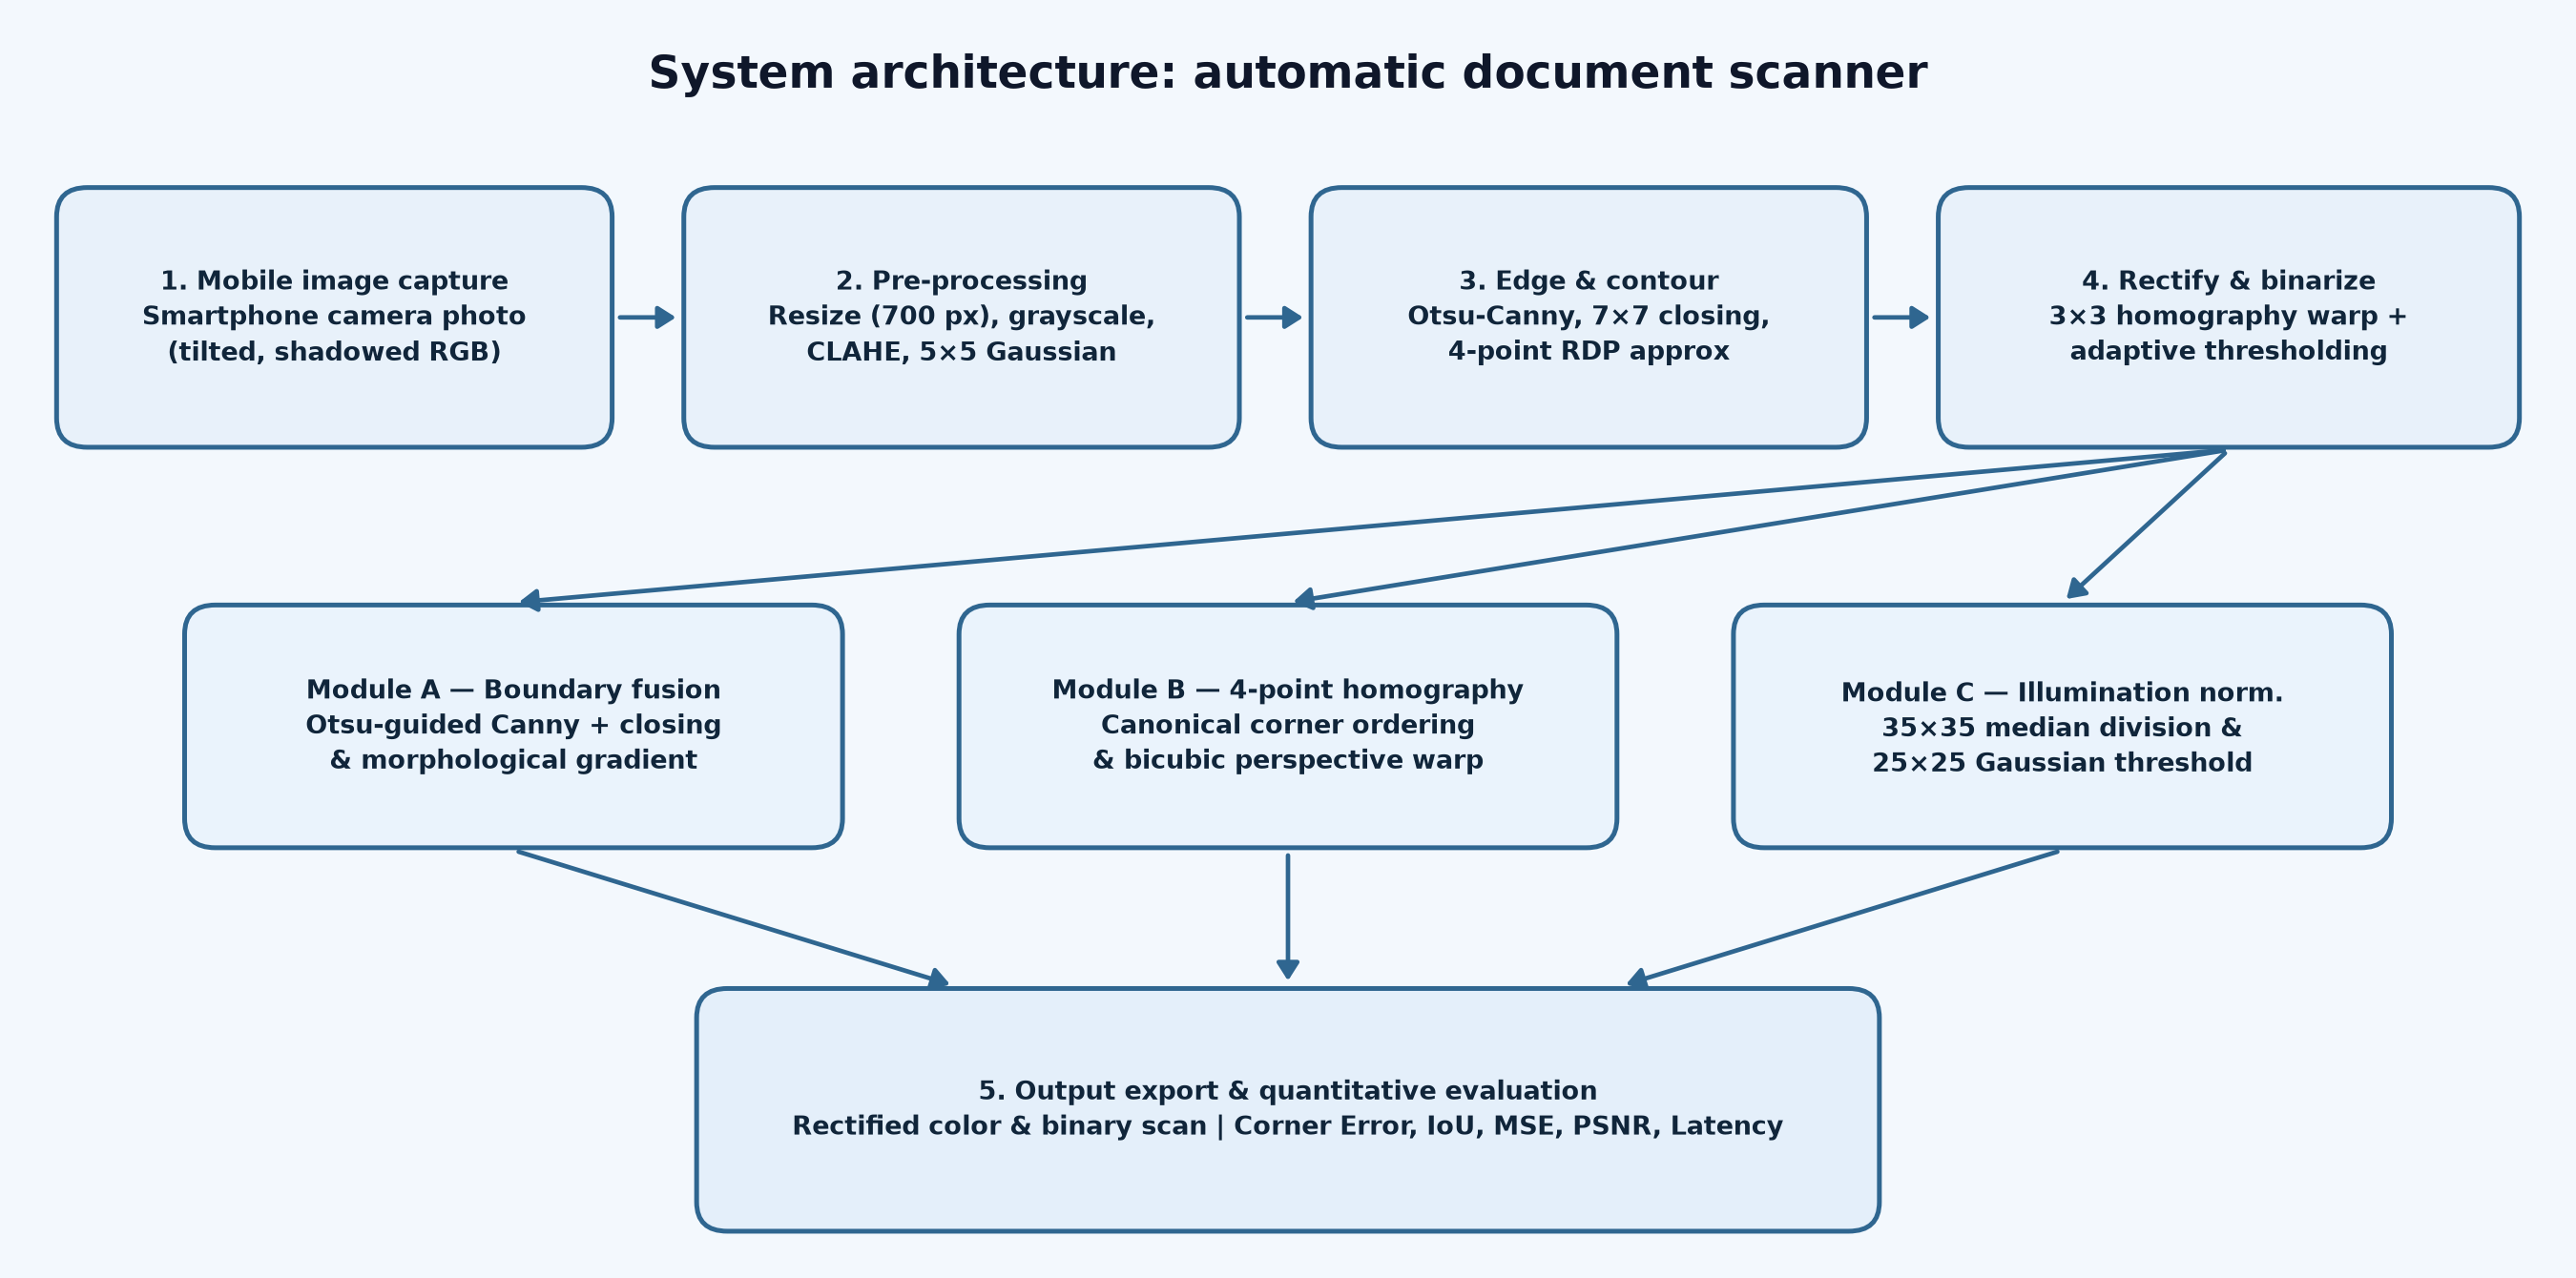 System architecture: automatic document scanner
1. Mobile image capture
Smartphone camera photo
(tilted, shadowed RGB)
2. Pre-processing
Resize (700 px), grayscale,
CLAHE, 5×5 Gaussian
3. Edge & contour
Otsu-Canny, 7×7 closing,
4-point RDP approx
4. Rectify & binarize
3×3 homography warp +
adaptive thresholding
Module A — Boundary fusion
Otsu-guided Canny + closing
& morphological gradient
Module B — 4-point homography
Canonical corner ordering
& bicubic perspective warp
Module C — Illumination norm.
35×35 median division &
25×25 Gaussian threshold
5. Output export & quantitative evaluation
Rectified color & binary scan | Corner Error, IoU, MSE, PSNR, Latency